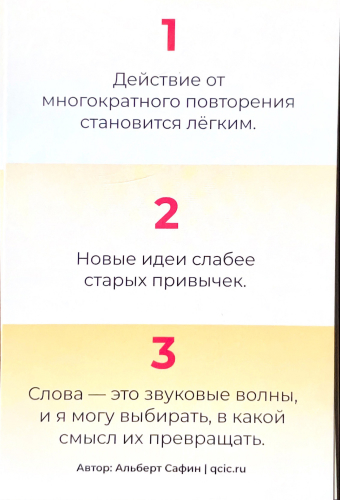 1
Действие от
многократного повторения
становится лёгким.
2
Новые идеи слабее
старых привычек.
3
Слова — это звуковые волны,
и я могу выбирать, в какой
смысл их превращать.
Автор: Альберт Сафин | qcic.ru